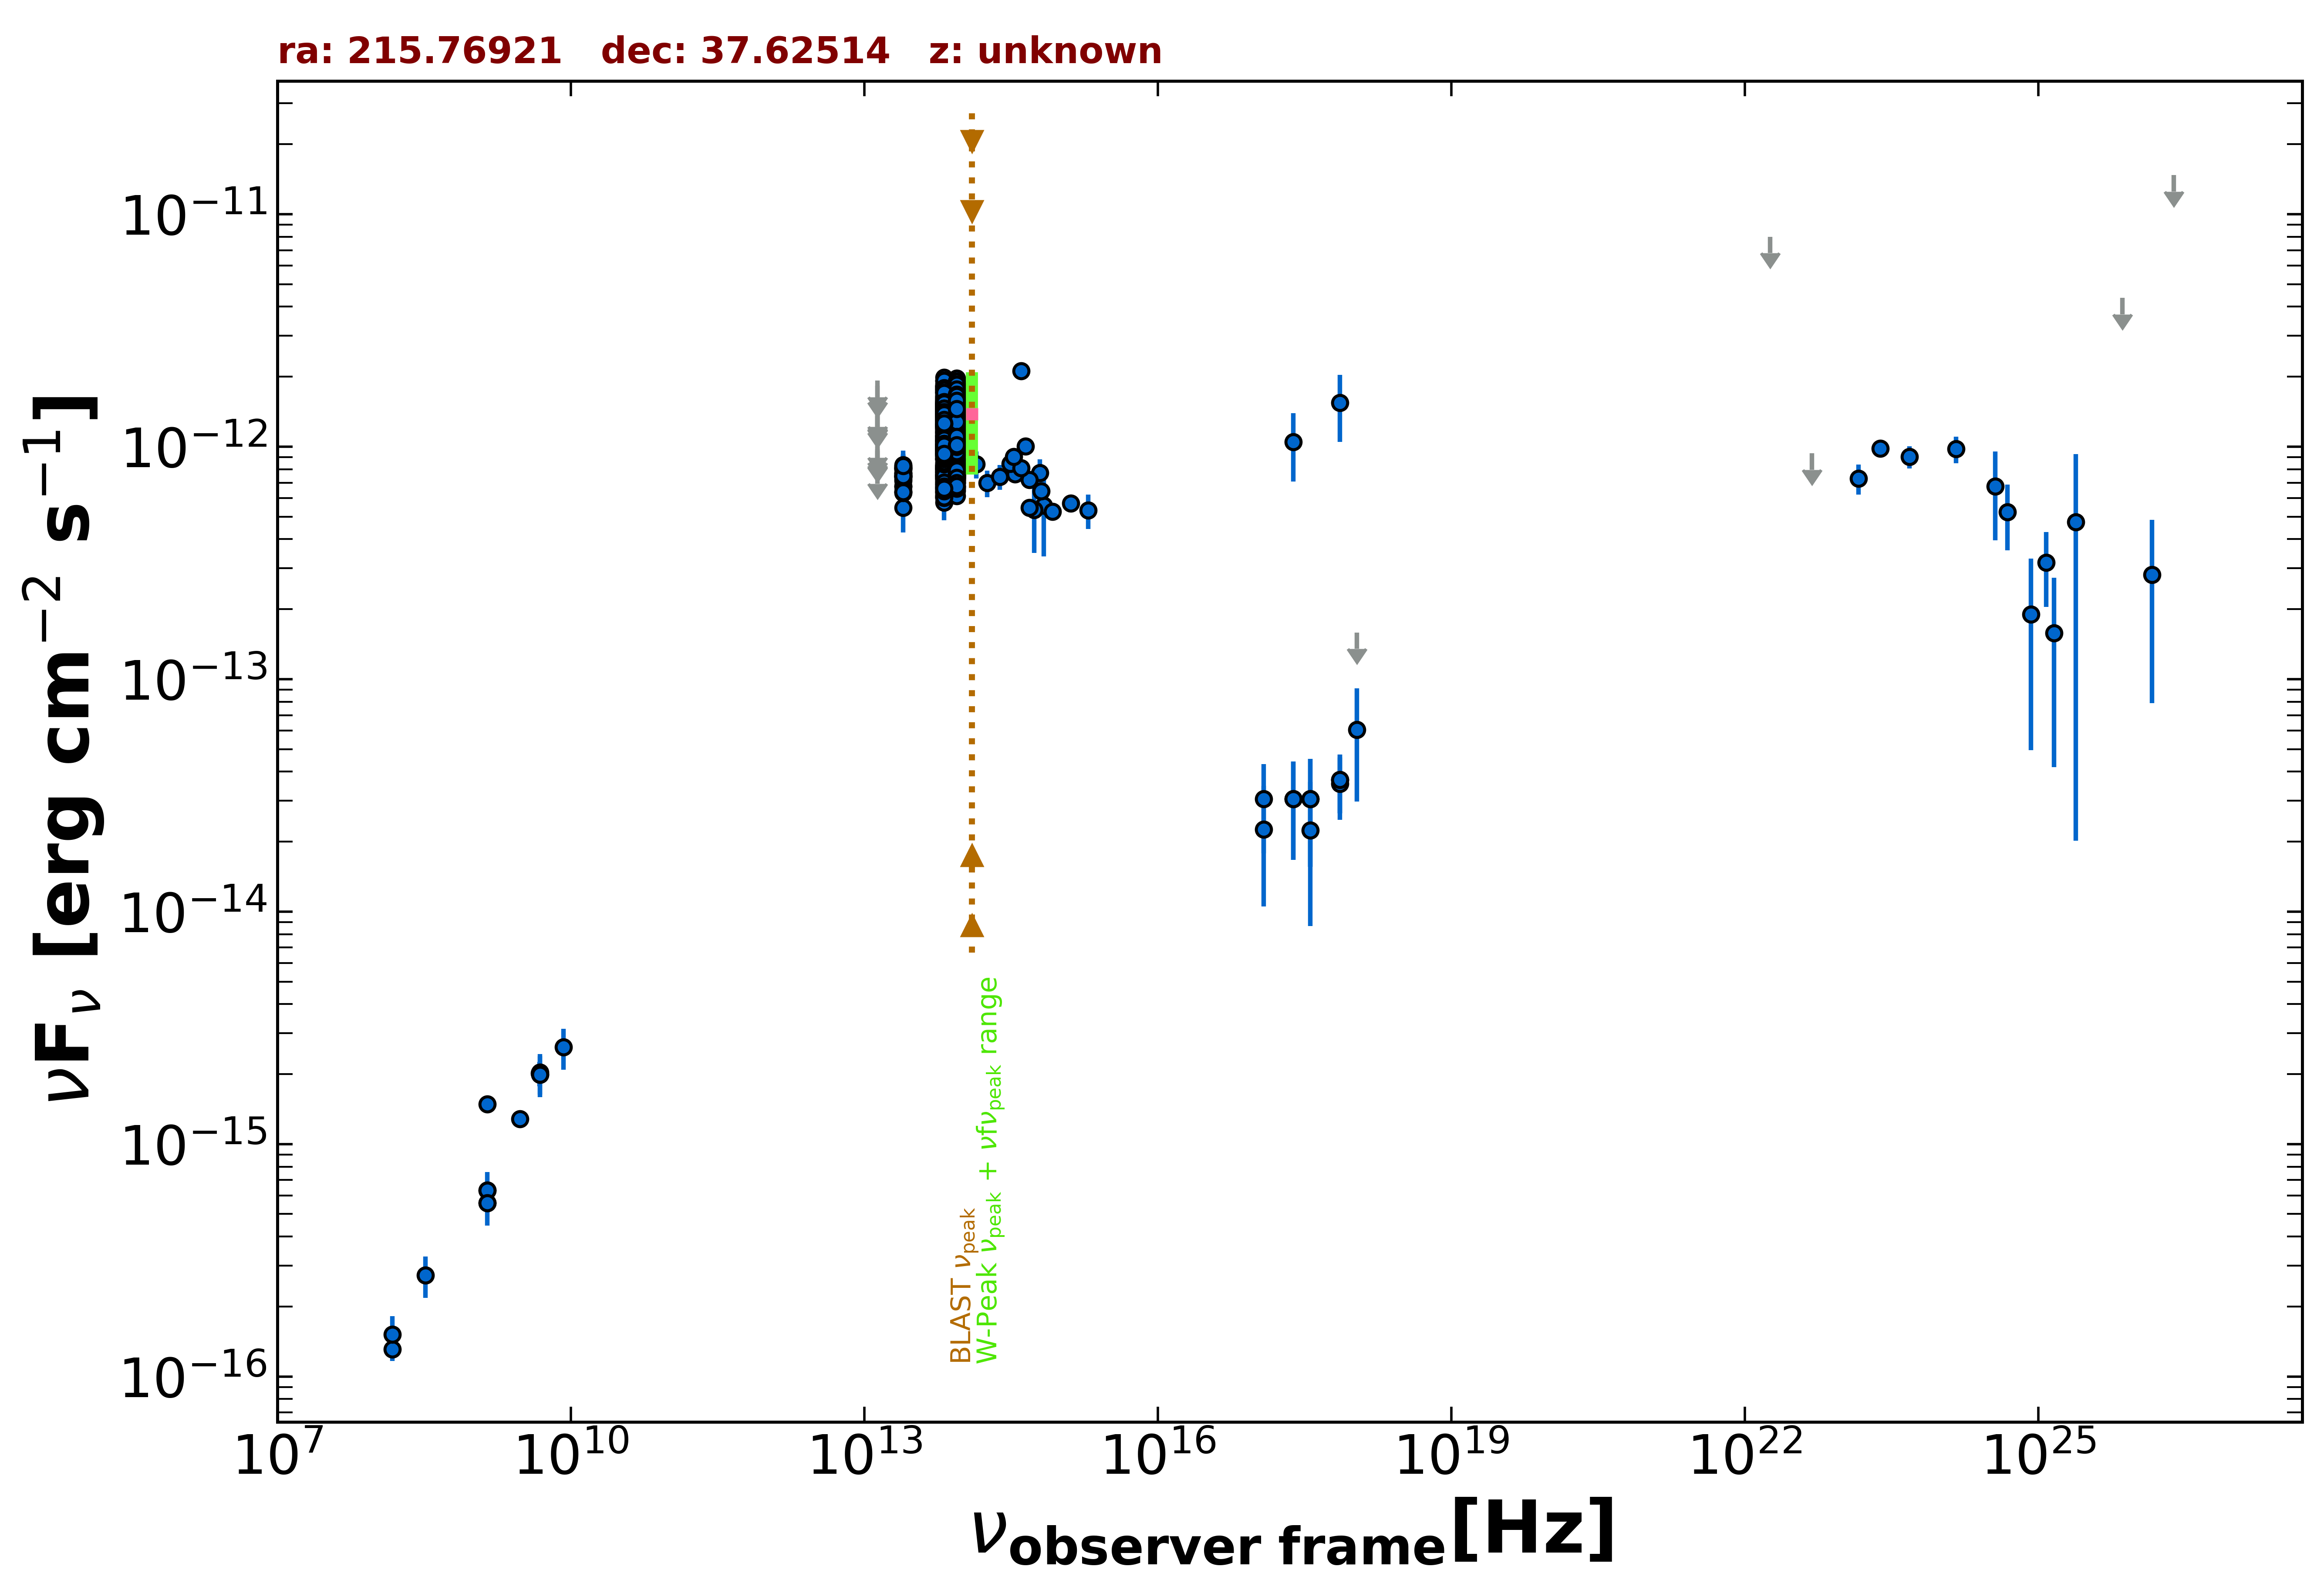 ra: 215.76921   dec: 37.62514   z: unknown
νFν [erg cm−2 s−1]
10−11
10−12
10−13
10−14
10−15
10−16
BLAST νpeak
W-Peak νpeak + νfνpeak range
107 1010 1013 1016 1019 1022 1025
νobserver frame[Hz]